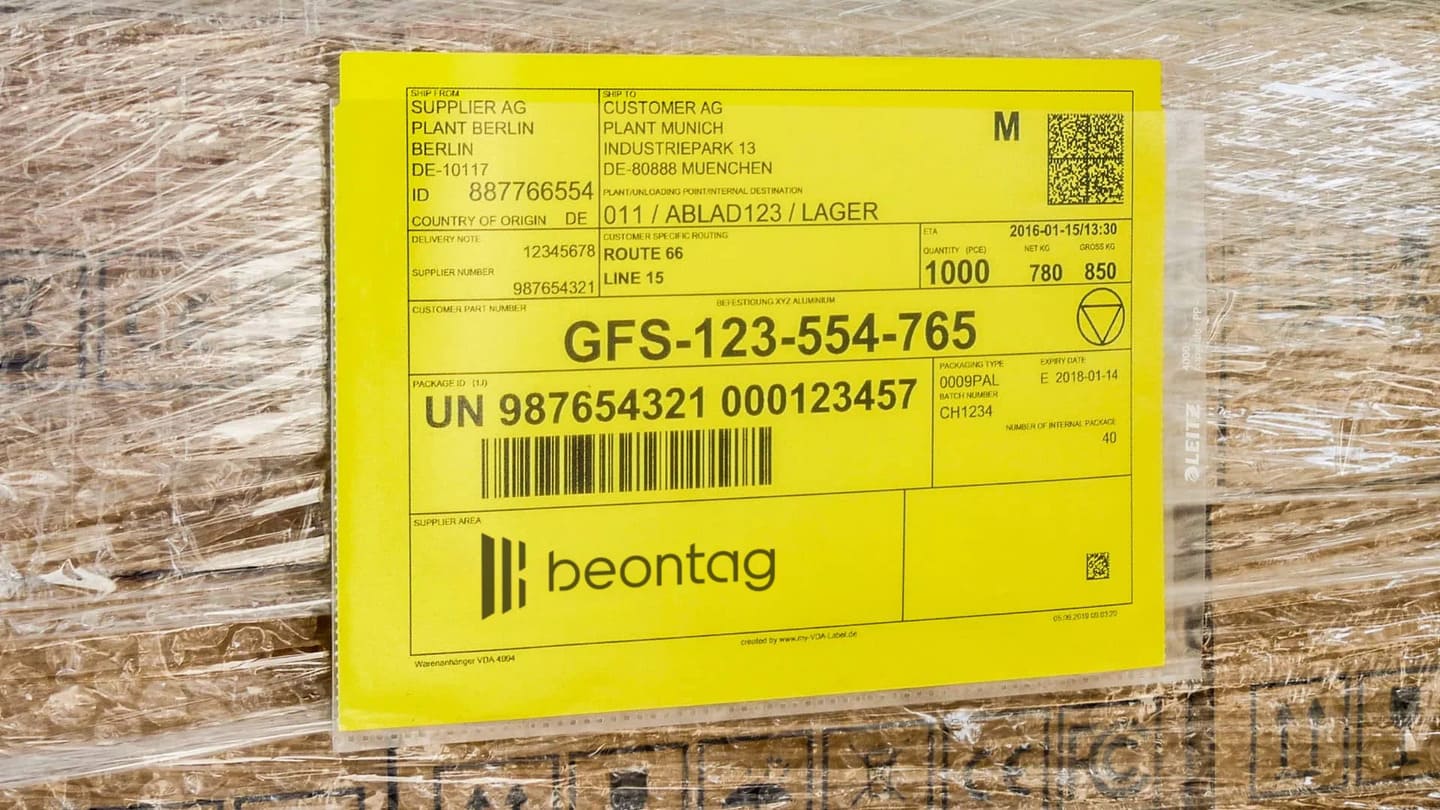 SHIP FROM
SUPPLIER AG
PLANT BERLIN
BERLIN
DE-10117
ID 887766554
COUNTRY OF ORIGIN DE
SHIP TO
CUSTOMER AG
PLANT MUNICH
INDUSTRIEPARK 13
DE-80888 MUENCHEN
PLANT/UNLOADING POINT/INTERNAL DESTINATION
011 / ABLAD123 / LAGER
M
DELIVERY NOTE
12345678
SUPPLIER NUMBER
987654321
CUSTOMER SPECIFIC ROUTING
ROUTE 66
LINE 15
ETA 2016-01-15/13:30
QUANTITY (PCE) NET KG GROSS KG
1000 780 850
CUSTOMER PART NUMBER
BEFESTIGUNG XYZ ALUMINIUM
GFS-123-554-765
PACKAGE ID (1J)
UN 987654321 000123457
PACKAGING TYPE EXPIRY DATE
0009PAL E 2018-01-14
BATCH NUMBER
CH1234
NUMBER OF INTERNAL PACKAGE
40
SUPPLIER AREA
beontag
Warenanhänger VDA 4994
created by www.my-VDA-Label.de
LEITZ
FC